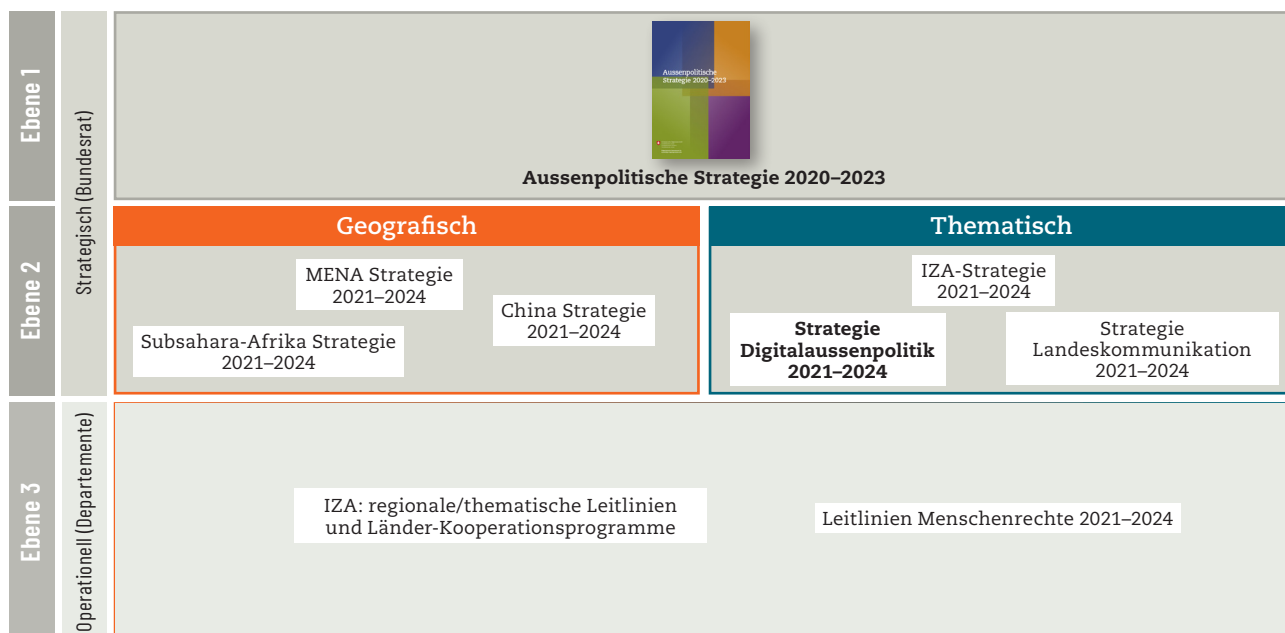 Ebene 1
Strategisch (Bundesrat)
Aussenpolitische
Strategie 2020–2023
Aussenpolitische Strategie 2020–2023
Ebene 2
Geografisch
MENA Strategie
2021–2024
China Strategie
2021–2024
Subsahara-Afrika Strategie
2021–2024
Thematisch
IZA-Strategie
2021–2024
Strategie
Digitalaussenpolitik
2021–2024
Strategie
Landeskommunikation
2021–2024
Ebene 3
Operationell (Departemente)
IZA: regionale/thematische Leitlinien
und Länder-Kooperationsprogramme
Leitlinien Menschenrechte 2021–2024